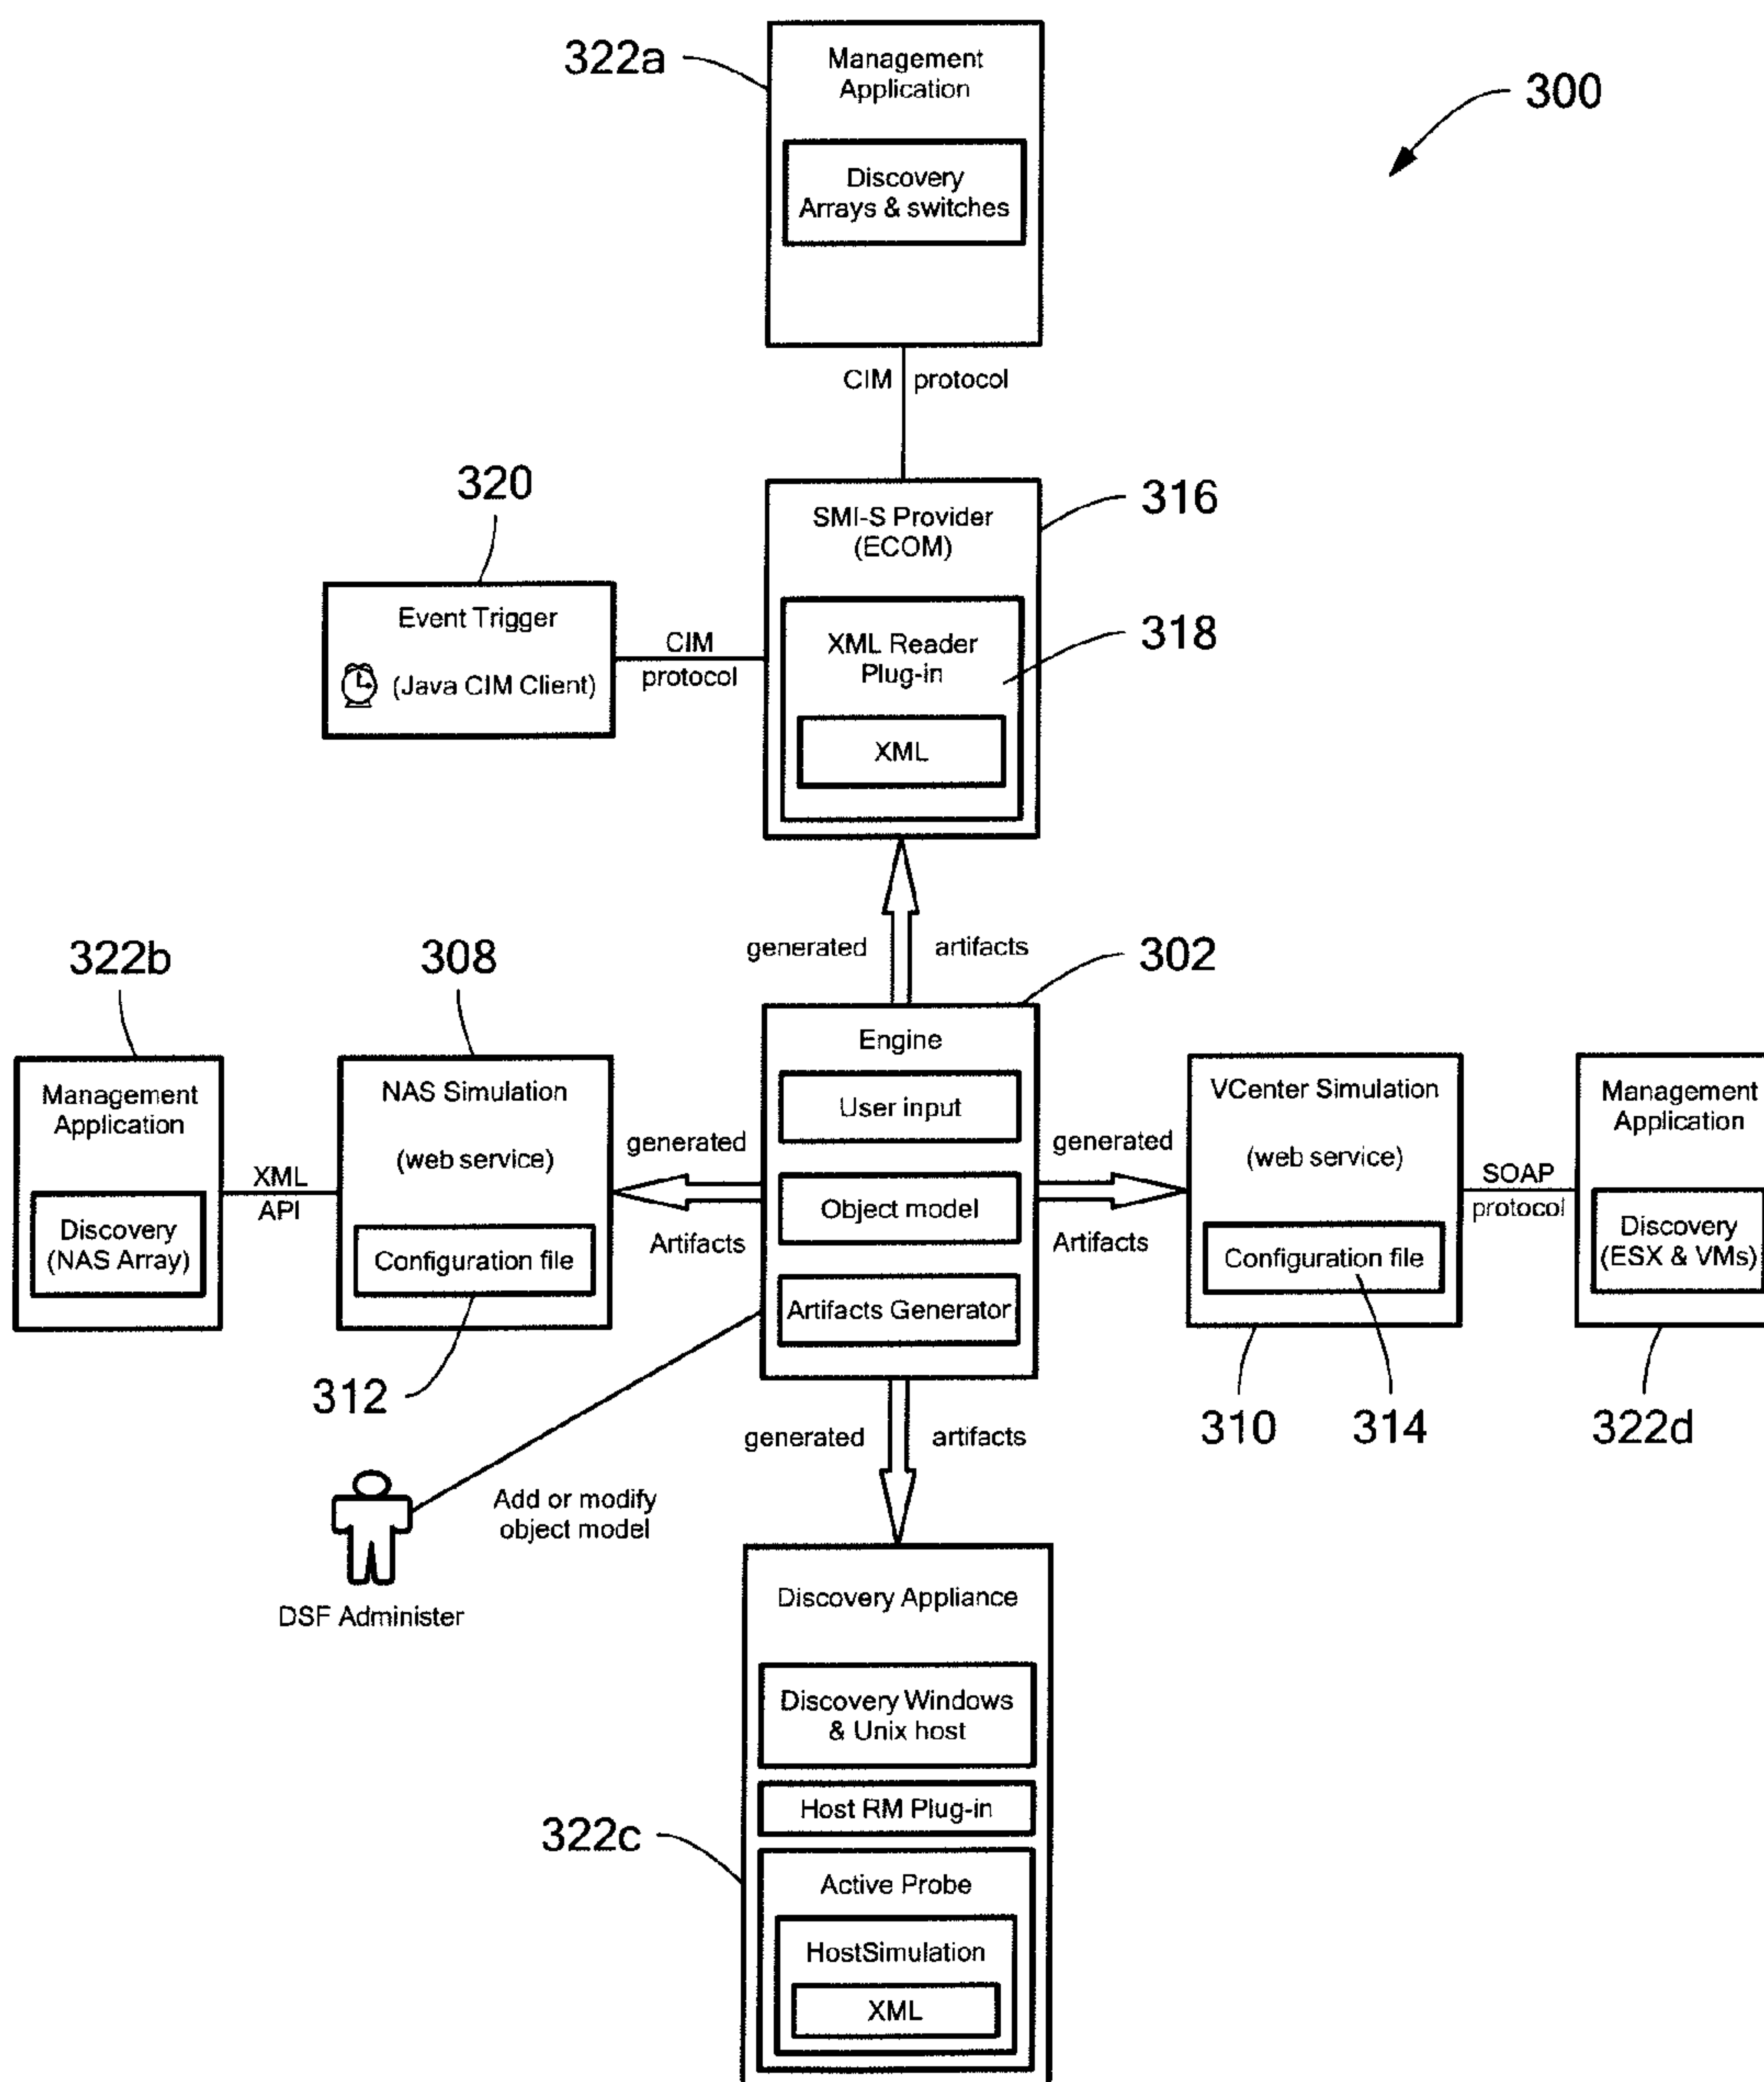 322a
Management
Application
300
Discovery
Arrays & switches
CIM protocol
320
316
SMI-S Provider
(ECOM)
Event Trigger
(Java CIM Client)
CIM
protocol
XML Reader
Plug-in
318
XML
generated artifacts
322b
308
302
Engine
Management
Application
NAS Simulation
(web service)
User input
VCenter Simulation
(web service)
Management
Application
generated
Artifacts
generated
Artifacts
XML
API
Object model
SOAP
protocol
Discovery
(NAS Array)
Configuration file
Artifacts Generator
Configuration file
Discovery
(ESX & VMs)
312
310
314
322d
generated artifacts
Add or modify
object model
DSF Administer
Discovery Appliance
Discovery Windows
& Unix host
Host RM Plug-in
322c
Active Probe
HostSimulation
XML